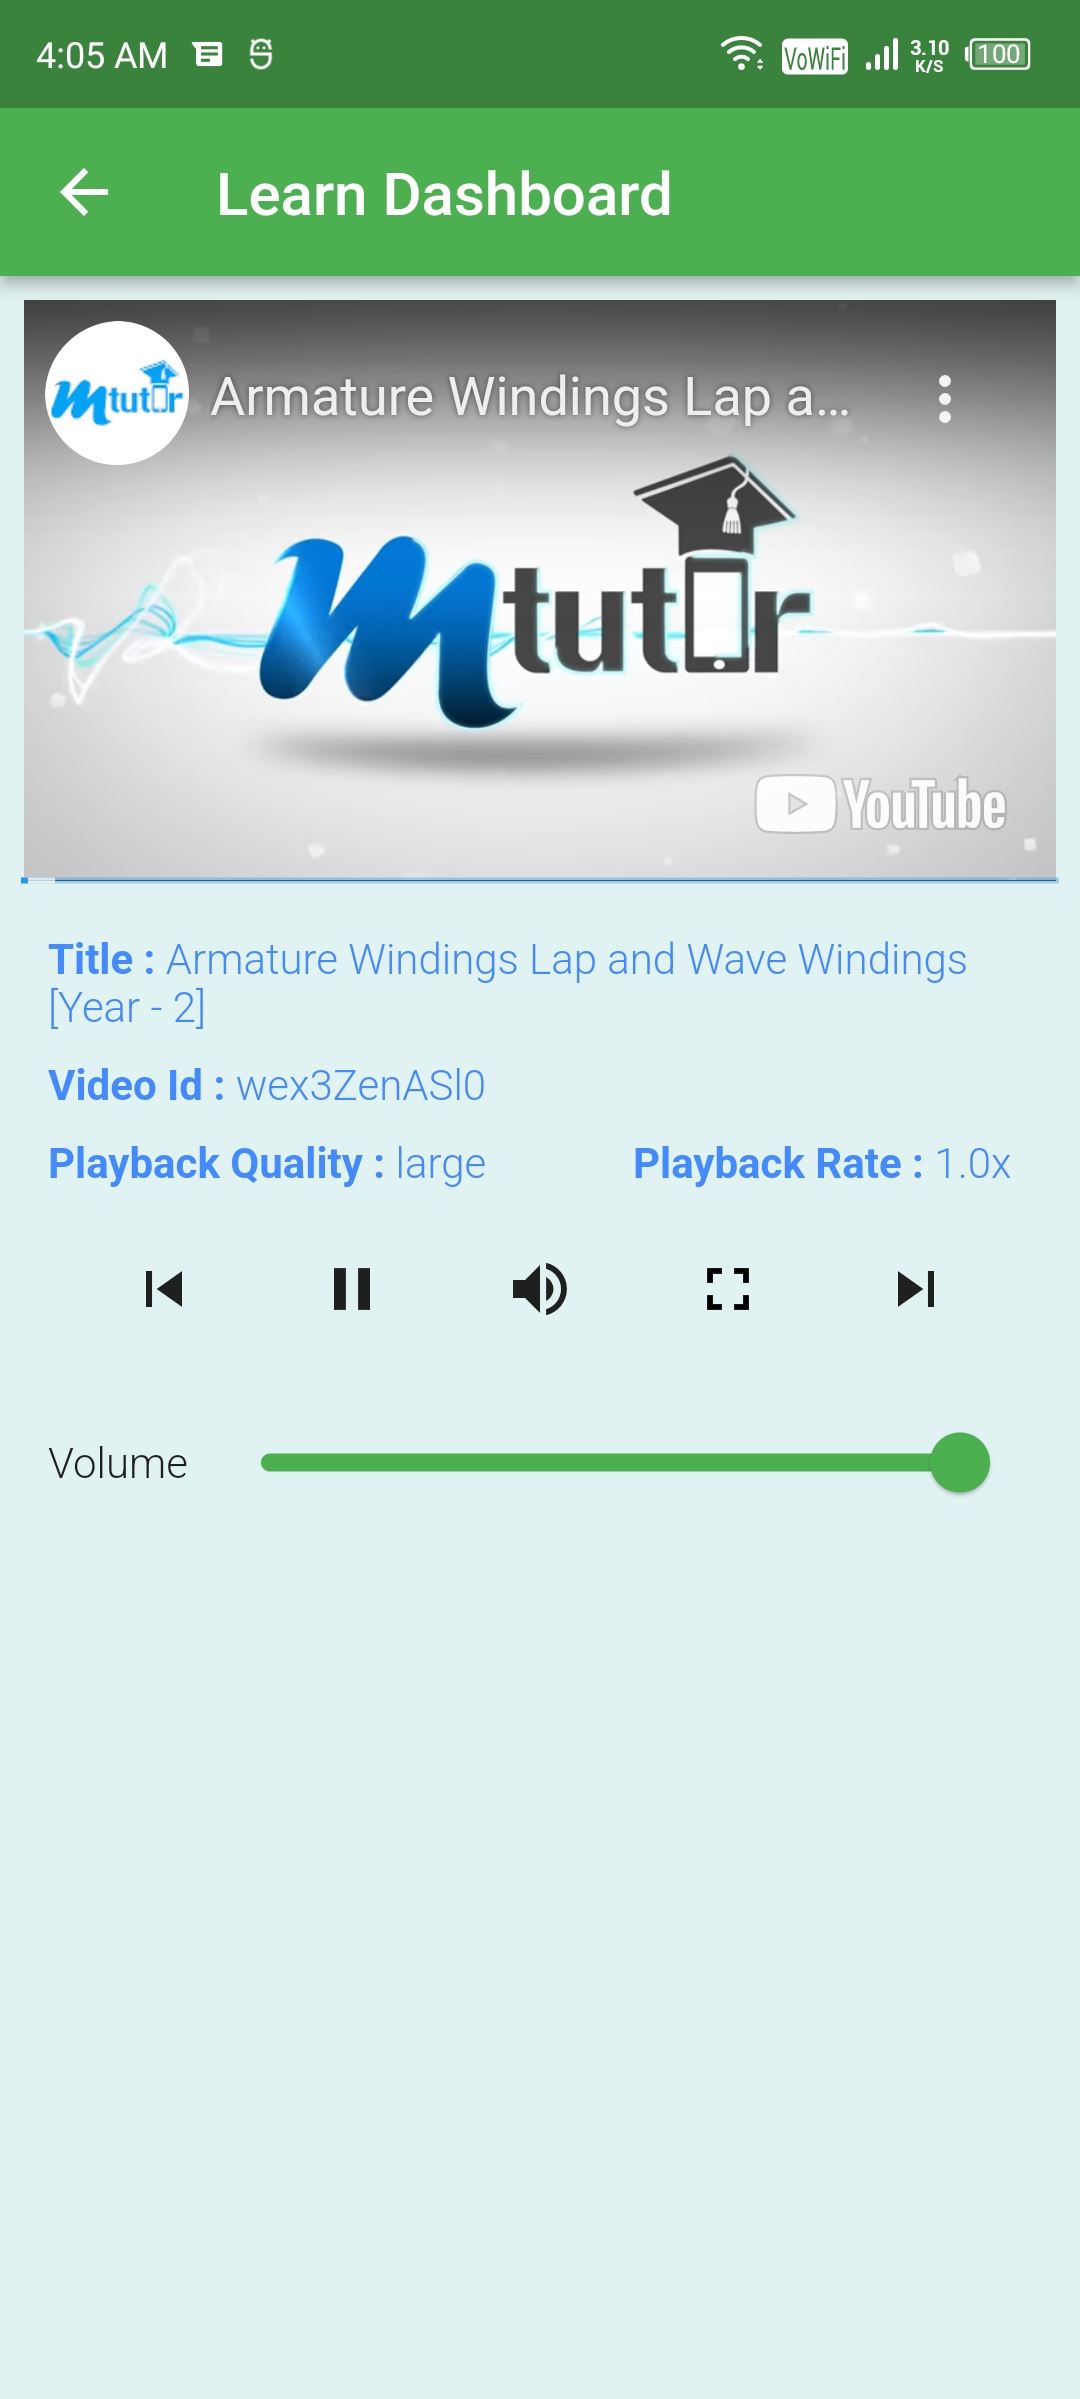 4:05 AM VoWiFi 3.10 K/S 100
Learn Dashboard
Mtutor Armature Windings Lap a...
Mtutor
YouTube
Title : Armature Windings Lap and Wave Windings
[Year - 2]
Video Id : wex3ZenASl0
Playback Quality : large Playback Rate : 1.0x
Volume